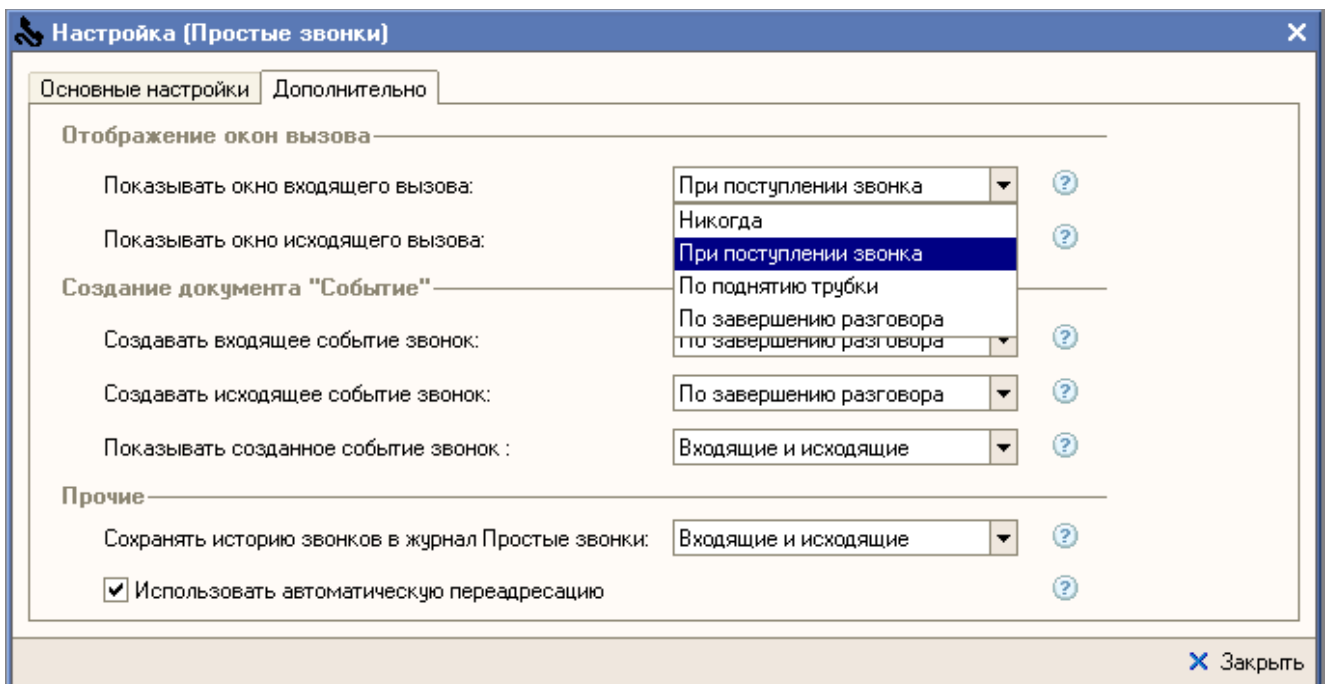 Настройка (Простые звонки)
Основные настройки Дополнительно
Отображение окон вызова
Показывать окно входящего вызова: При поступлении звонка
Никогда
Показывать окно исходящего вызова:
При поступлении звонка
Создание документа "Событие"
По поднятию трубки
По завершению разговора
Создавать входящее событие звонок: По завершению разговора
Создавать исходящее событие звонок: По завершению разговора
Показывать созданное событие звонок : Входящие и исходящие
Прочие
Сохранять историю звонков в журнал Простые звонки: Входящие и исходящие
Использовать автоматическую переадресацию
Закрыть